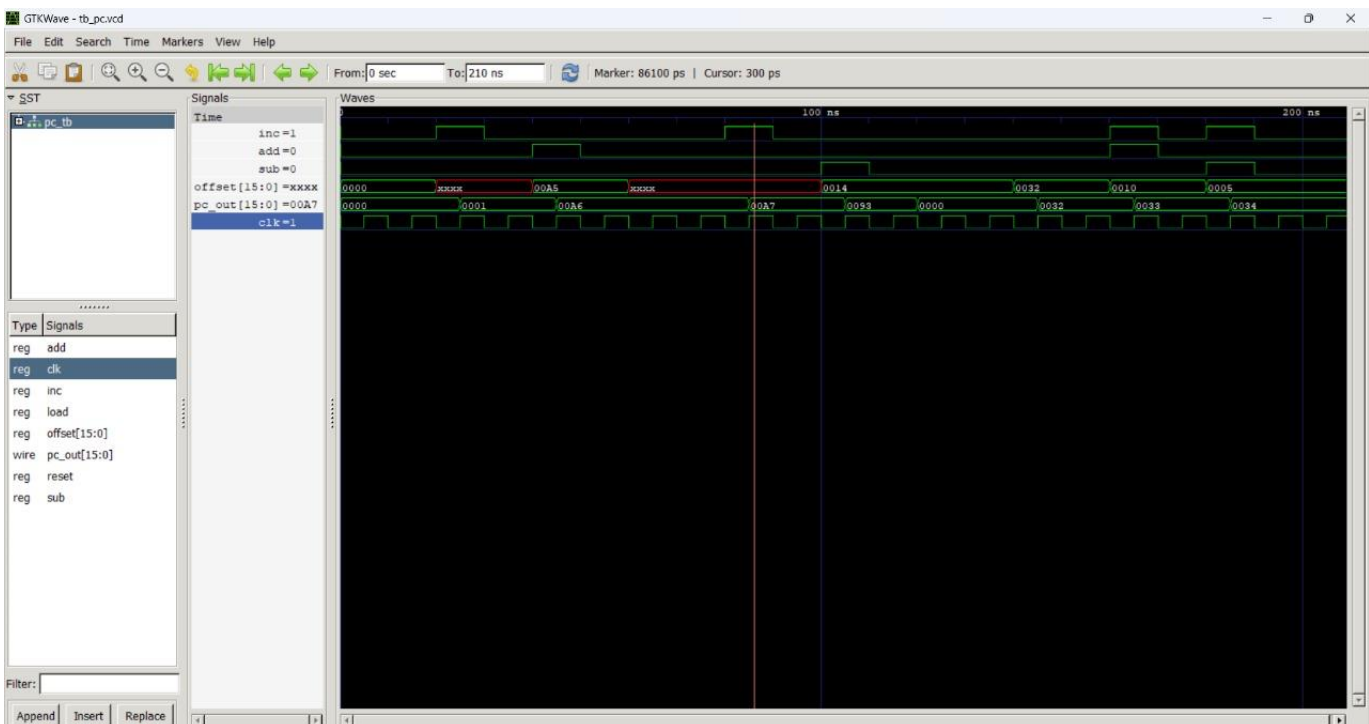 GTKWave - tb_pc.vcd
File Edit Search Time Markers View Help
From: 0 sec To: 210 ns Marker: 86100 ps | Cursor: 300 ps
SST
pc_tb
Signals
Time
inc=1
add=0
sub=0
offset[15:0]=xxxx
pc_out[15:0]=00A7
clk=1
Waves
100 ns 200 ns
0000 xxxx 00A5 xxxx 0014 0032 0010 0005
0000 0001 00A6 00A7 0093 0000 0032 0033 0034
Type Signals
reg add
reg clk
reg inc
reg load
reg offset[15:0]
wire pc_out[15:0]
reg reset
reg sub
Filter:
Append Insert Replace